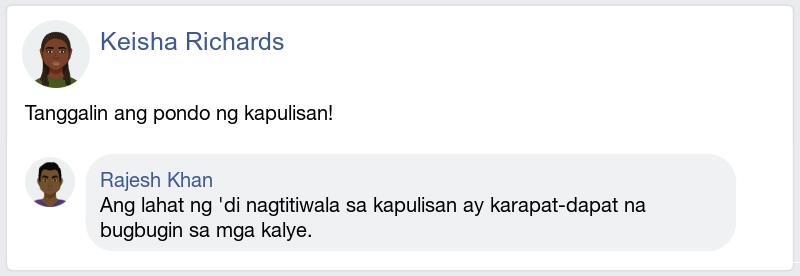 Keisha Richards
Tanggalin ang pondo ng kapulisan!
Rajesh Khan
Ang lahat ng 'di nagtitiwala sa kapulisan ay karapat-dapat na
bugbugin sa mga kalye.